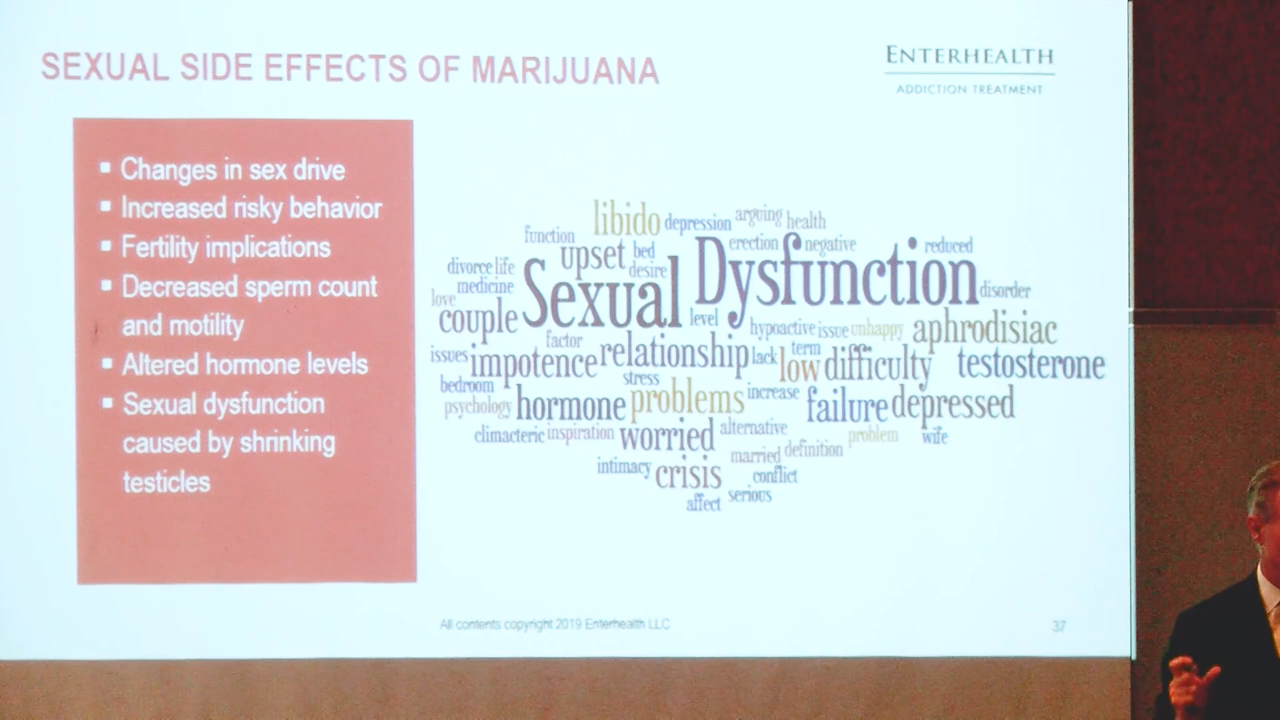 SEXUAL SIDE EFFECTS OF MARIJUANA
ENTERHEALTH
ADDICTION TREATMENT
▪ Changes in sex drive
▪ Increased risky behavior
▪ Fertility implications
▪ Decreased sperm count
and motility
▪ Altered hormone levels
▪ Sexual dysfunction
caused by shrinking
testicles
libido depression arguing health
function upset bed erection negative reduced
divorce life desire
medicine Sexual Dysfunction disorder
love couple level hypoactive issue unhappy aphrodisiac
factor
issues impotence relationship lack term low difficulty testosterone
bedroom stress
psychology hormone problems increase failure depressed
climacteric inspiration worried alternative problem wife
married definition
intimacy crisis conflict
affect serious
All contents copyright 2019 Enterhealth LLC
37